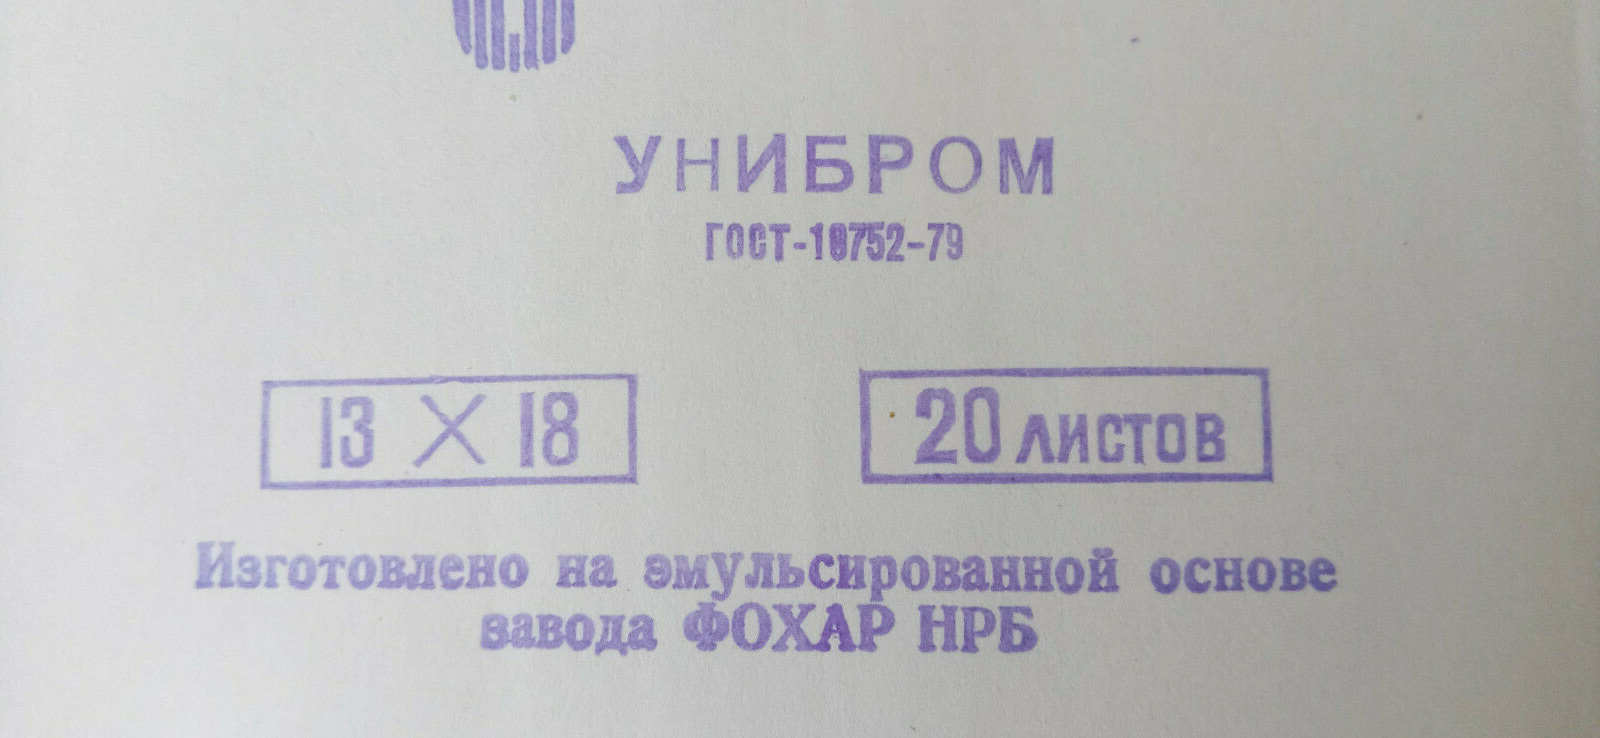 УНИБРОМ
ГОСТ-10752-79
13 X 18
20 листов
Изготовлено на эмульсированной основе
завода ФОХАР НРБ